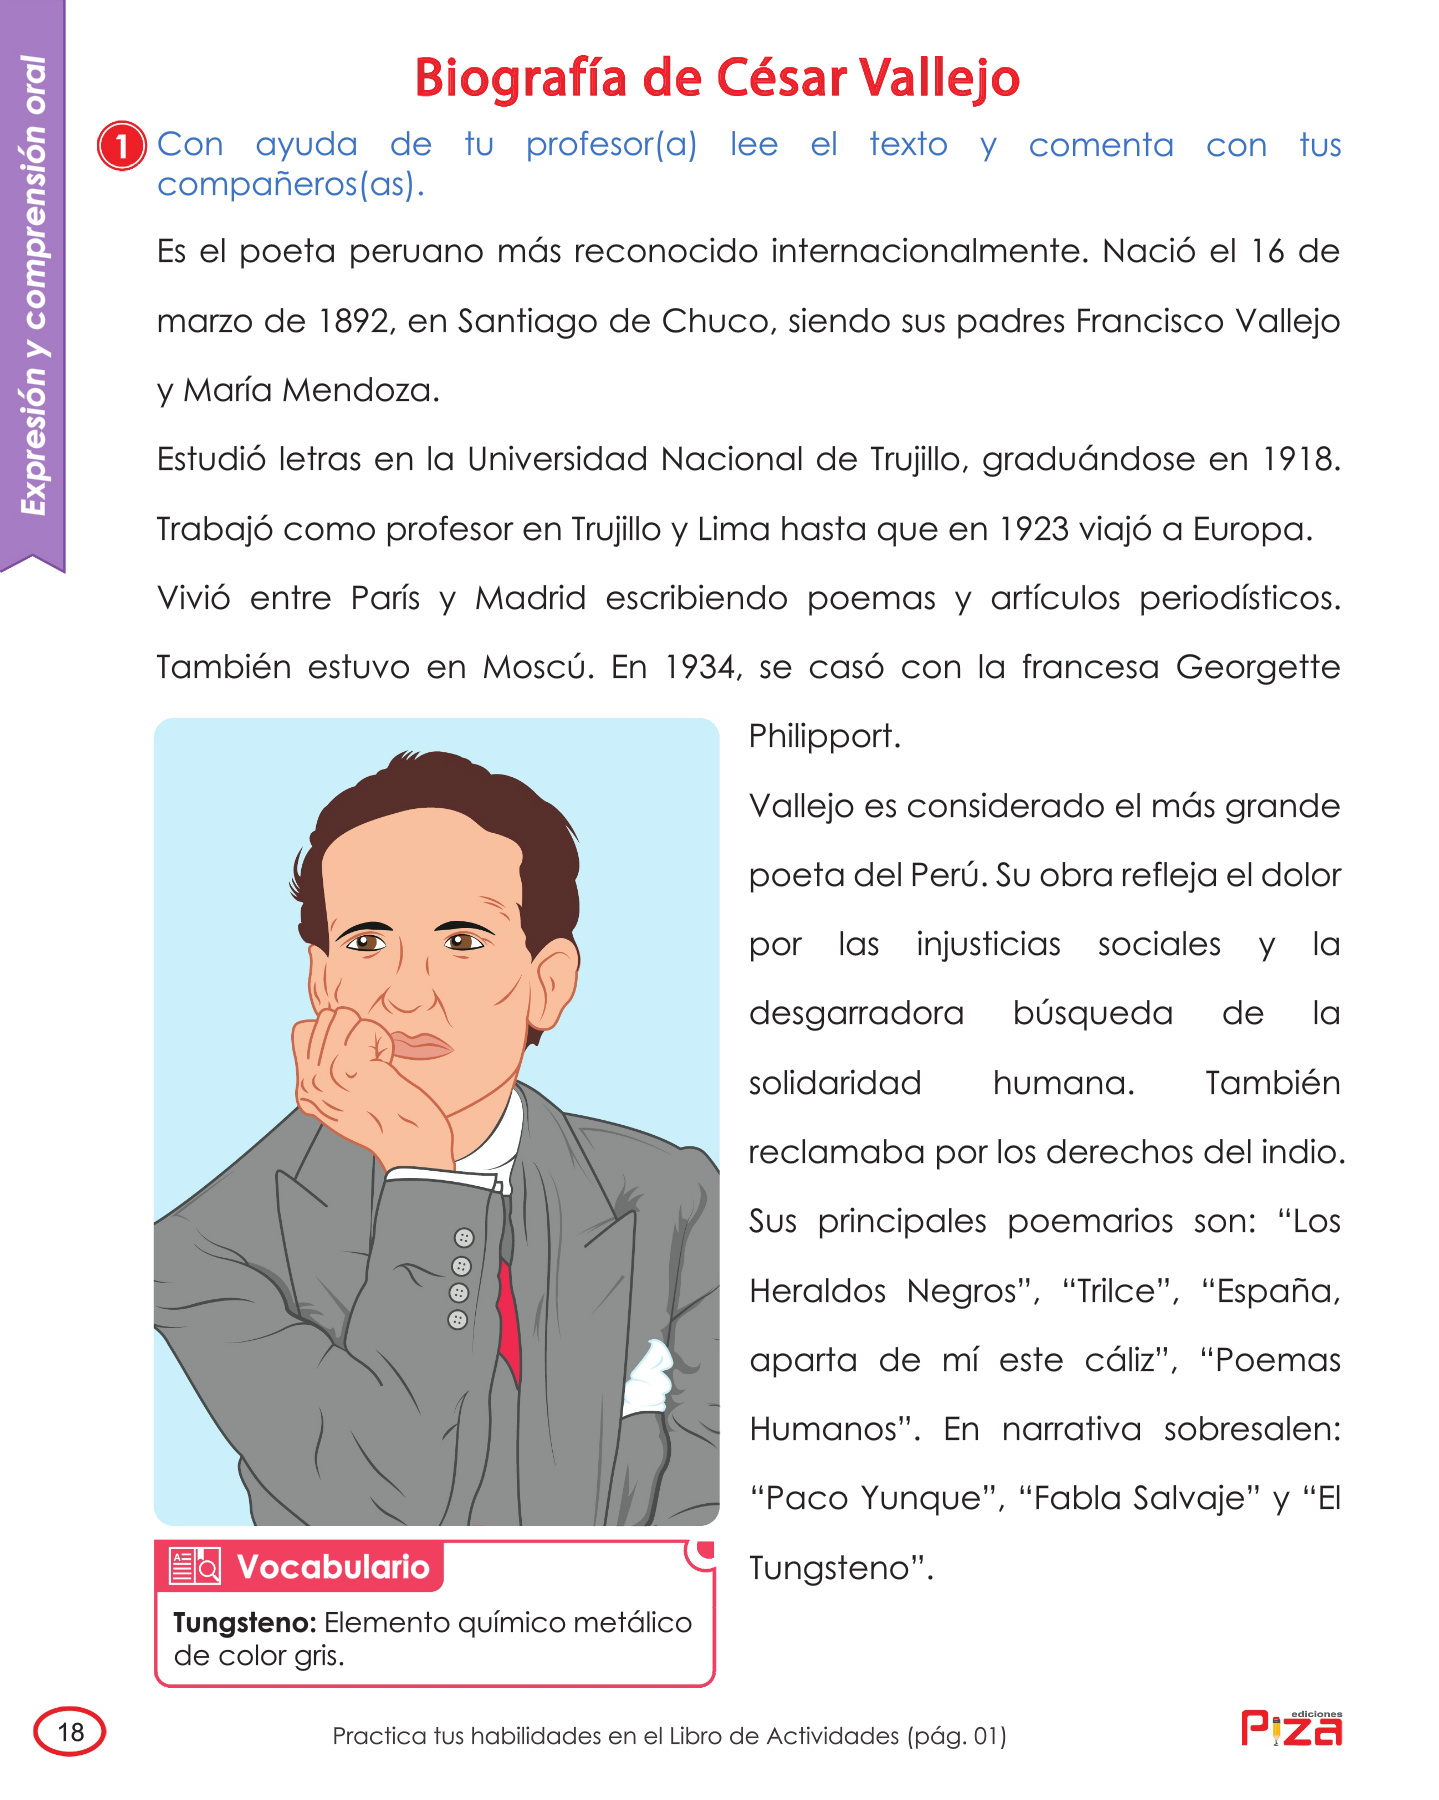 Expresión y comprensión oral
Biografía de César Vallejo
1 Con ayuda de tu profesor(a) lee el texto y comenta con tus
compañeros(as).
Es el poeta peruano más reconocido internacionalmente. Nació el 16 de
marzo de 1892, en Santiago de Chuco, siendo sus padres Francisco Vallejo
y María Mendoza.
Estudió letras en la Universidad Nacional de Trujillo, graduándose en 1918.
Trabajó como profesor en Trujillo y Lima hasta que en 1923 viajó a Europa.
Vivió entre París y Madrid escribiendo poemas y artículos periodísticos.
También estuvo en Moscú. En 1934, se casó con la francesa Georgette
Philipport.
Vallejo es considerado el más grande
poeta del Perú. Su obra refleja el dolor
por las injusticias sociales y la
desgarradora búsqueda de la
solidaridad humana. También
reclamaba por los derechos del indio.
Sus principales poemarios son: “Los
Heraldos Negros”, “Trilce”, “España,
aparta de mí este cáliz”, “Poemas
Humanos”. En narrativa sobresalen:
“Paco Yunque”, “Fabla Salvaje” y “El
Tungsteno”.
Vocabulario
Tungsteno: Elemento químico metálico
de color gris.
18
Practica tus habilidades en el Libro de Actividades (pág. 01)
ediciones
Piza